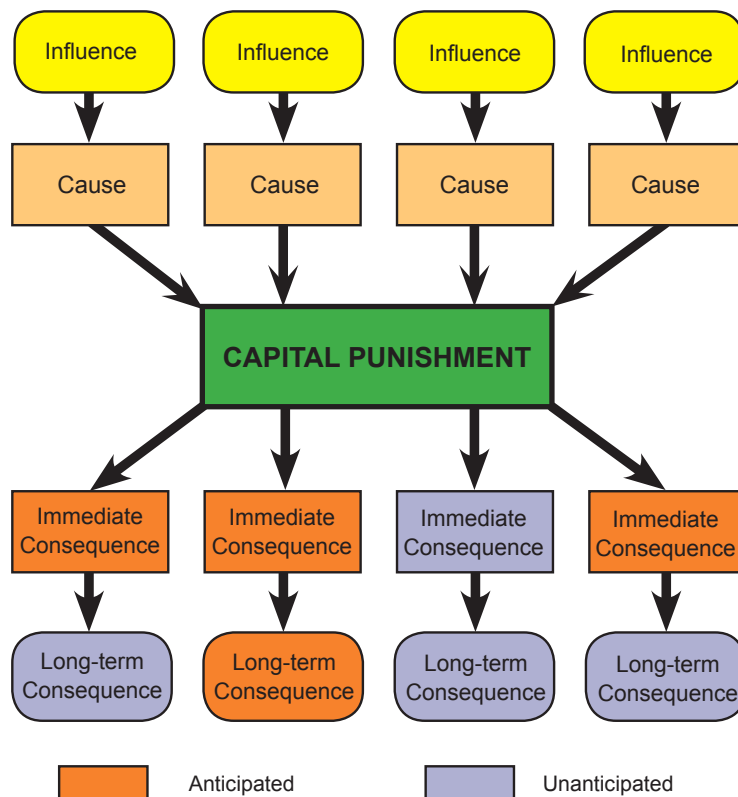 Influence Influence Influence Influence
Cause Cause Cause Cause
CAPITAL PUNISHMENT
Immediate Immediate Immediate Immediate
Consequence Consequence Consequence Consequence
Long-term Long-term Long-term Long-term
Consequence Consequence Consequence Consequence
Anticipated Unanticipated